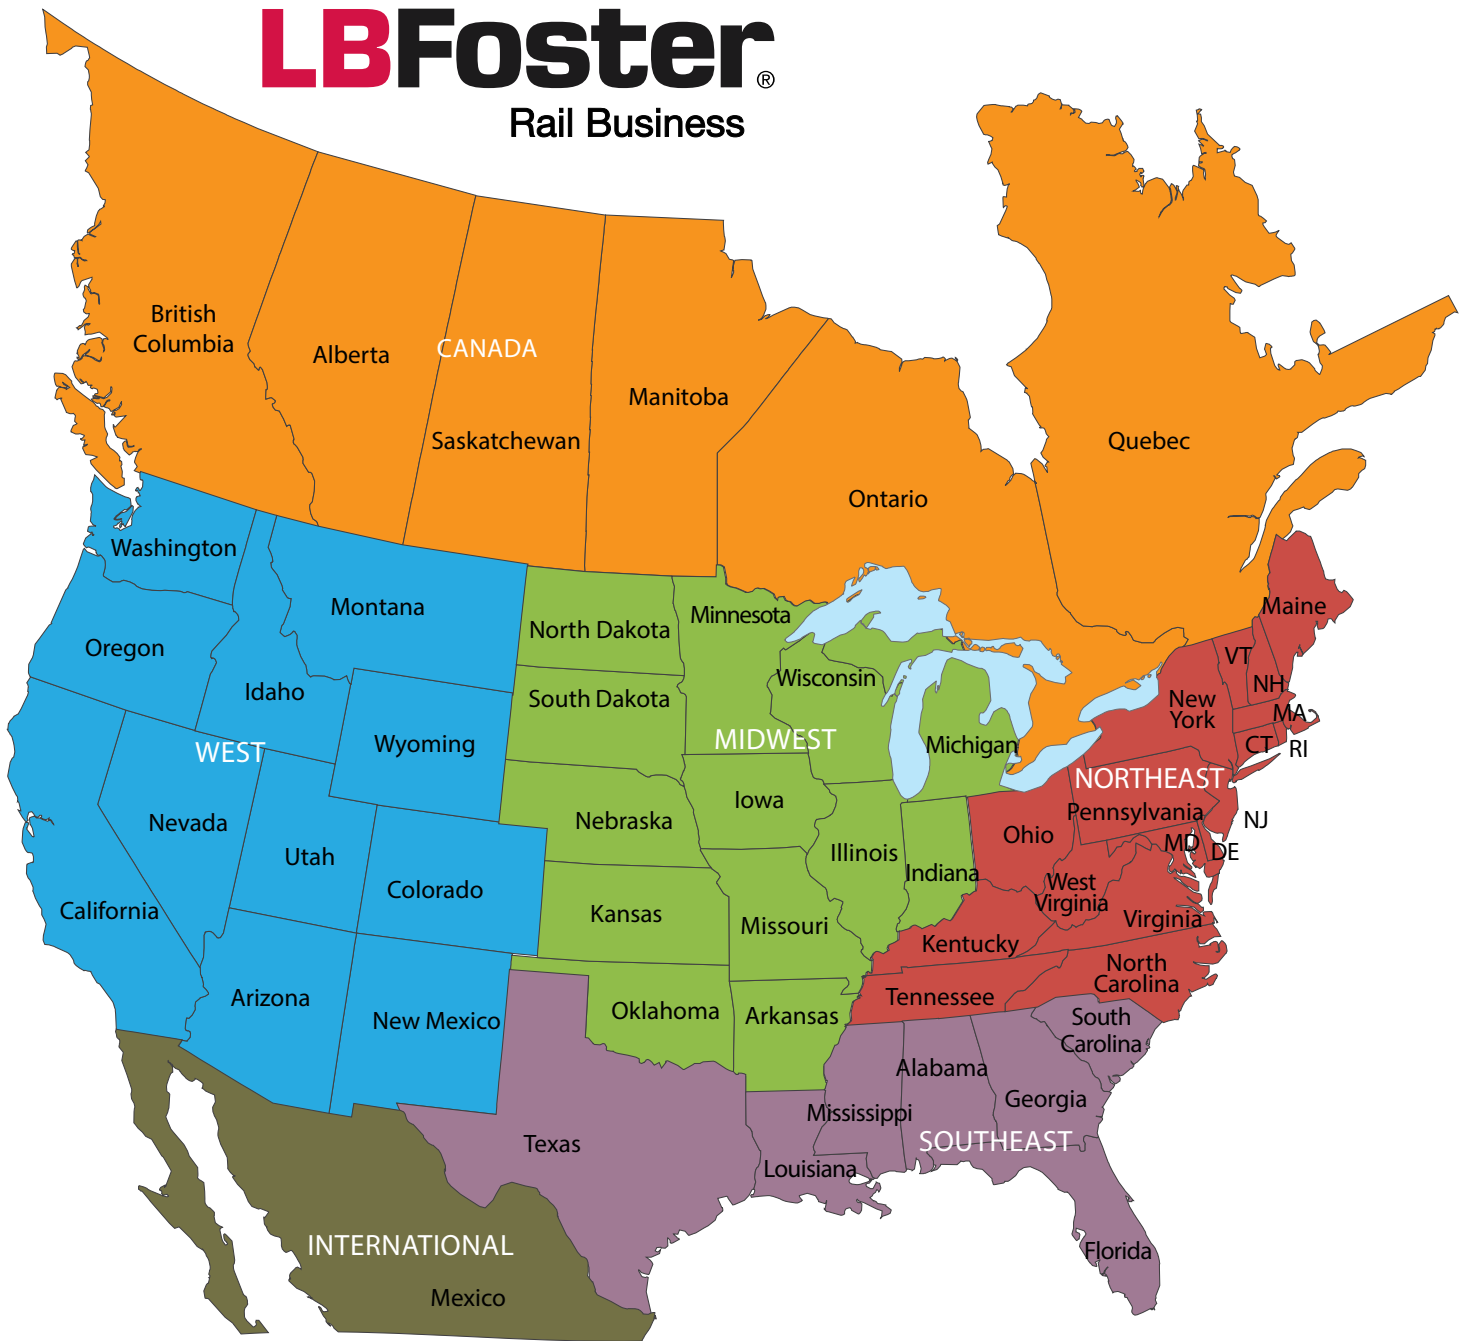 LBFoster®
Rail Business
British
Columbia
Alberta
CANADA
Saskatchewan
Manitoba
Ontario
Quebec
Washington
Oregon
Idaho
Montana
Wyoming
WEST
Nevada
Utah
Colorado
California
Arizona
New Mexico
North Dakota
South Dakota
Minnesota
Wisconsin
MIDWEST
Michigan
Nebraska
Iowa
Illinois
Indiana
Kansas
Missouri
Oklahoma
Arkansas
Maine
VT
NH
New
York
MA
CT
RI
NORTHEAST
Pennsylvania
NJ
Ohio
MD
DE
West
Virginia
Virginia
Kentucky
Tennessee
North
Carolina
South
Carolina
Alabama
Georgia
Mississippi
SOUTHEAST
Texas
Louisiana
Florida
INTERNATIONAL
Mexico